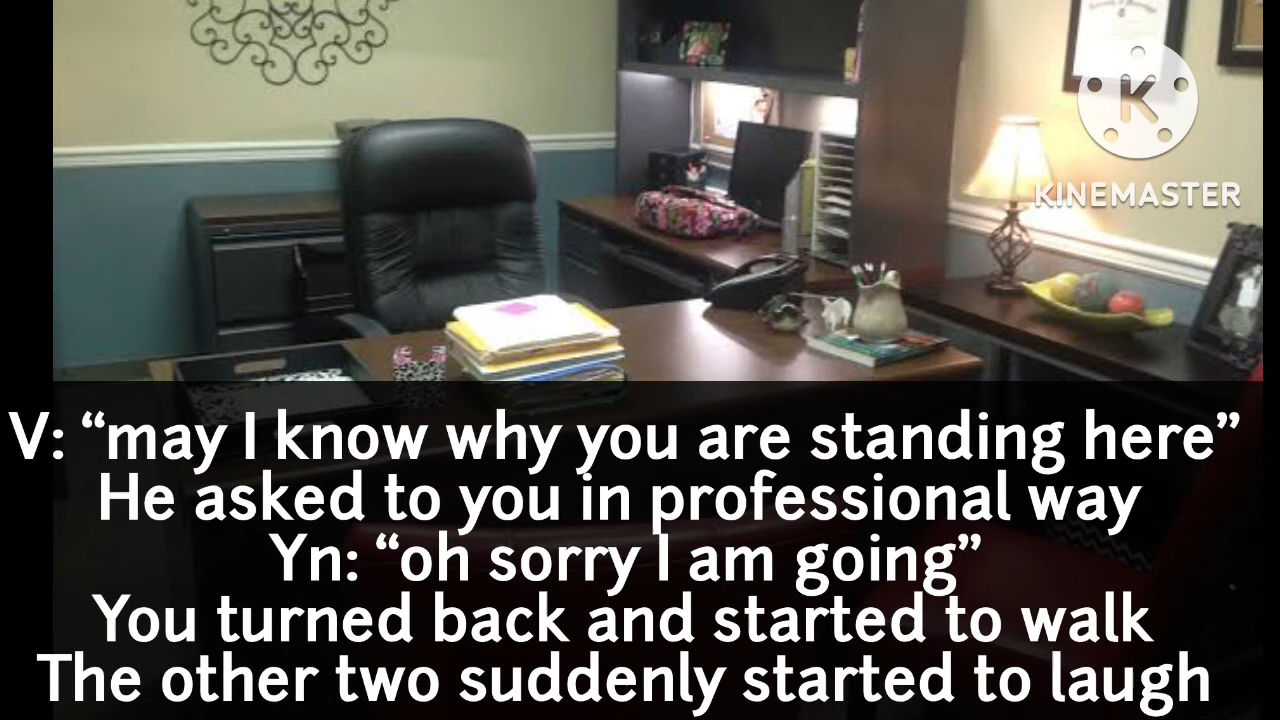 K
KINEMASTER
V: “may I know why you are standing here”
He asked to you in professional way
Yn: “oh sorry I am going”
You turned back and started to walk
The other two suddenly started to laugh